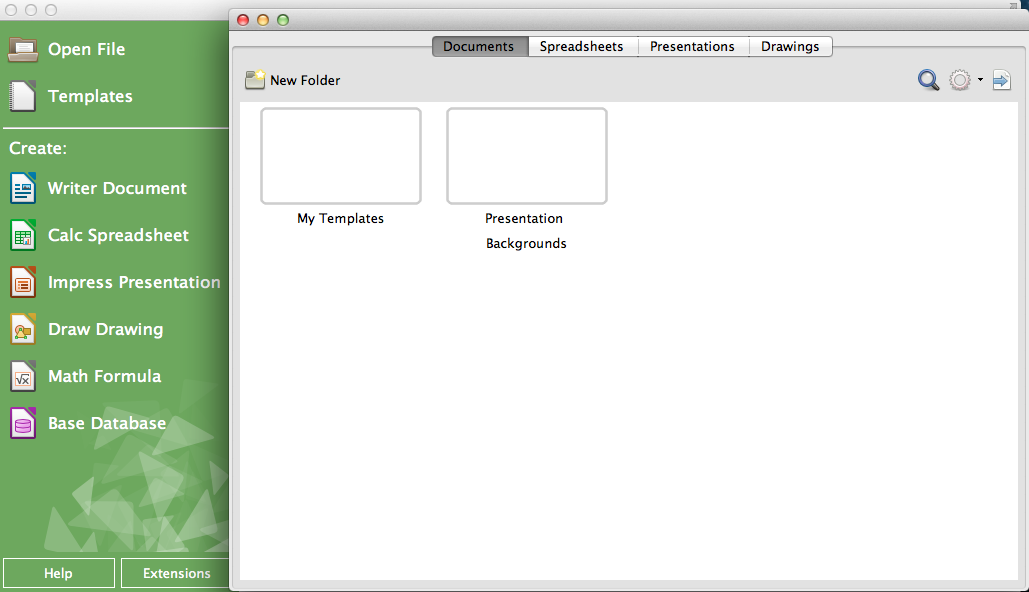 Open File
Templates
Create:
Writer Document
Calc Spreadsheet
Impress Presentation
Draw Drawing
Math Formula
Base Database
Help
Extensions
Documents
Spreadsheets
Presentations
Drawings
New Folder
My Templates
Presentation
Backgrounds